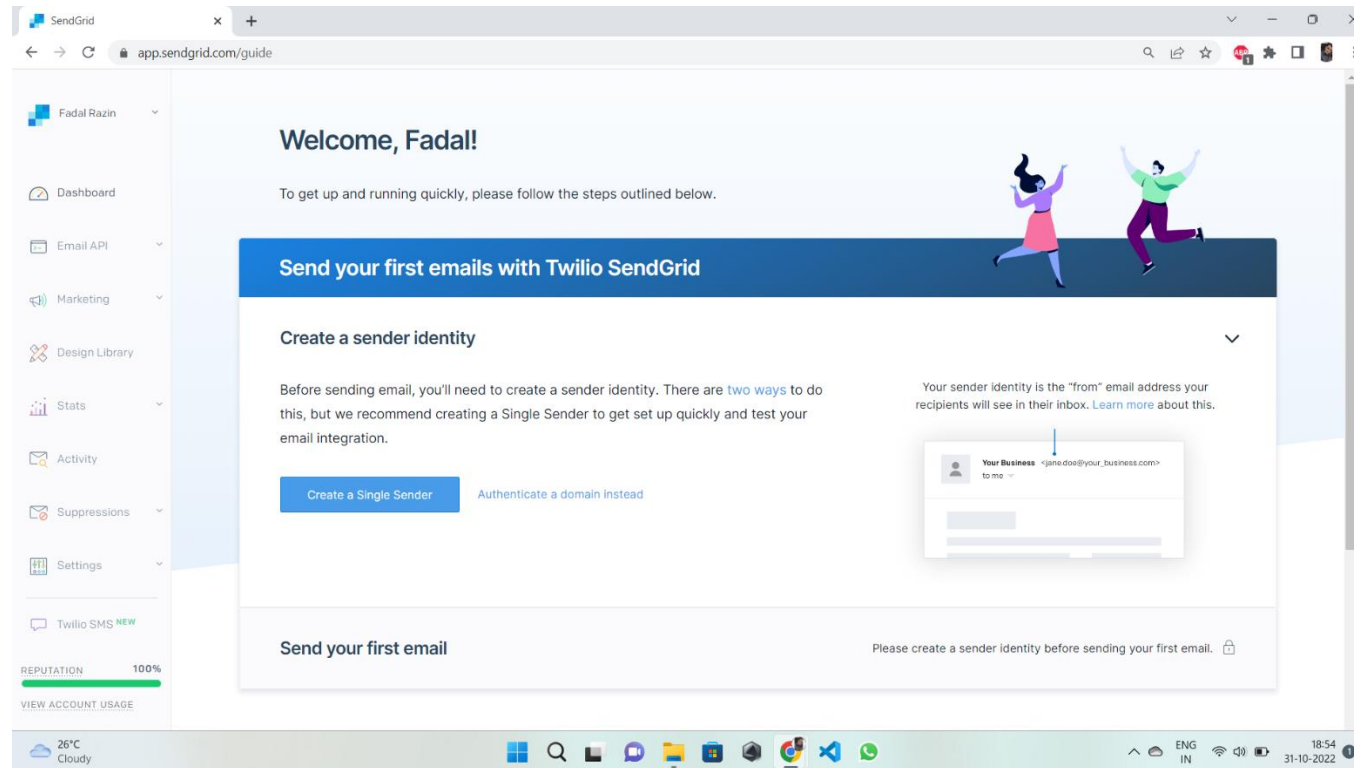 SendGrid
app.sendgrid.com/guide
ABP
1
Fadal Razin
Welcome, Fadal!
To get up and running quickly, please follow the steps outlined below.
Dashboard
Email API
Marketing
Design Library
Stats
Activity
Suppressions
Settings
Twilio SMS NEW
REPUTATION 100%
VIEW ACCOUNT USAGE
Send your first emails with Twilio SendGrid
Create a sender identity
Before sending email, you'll need to create a sender identity. There are two ways to do
this, but we recommend creating a Single Sender to get set up quickly and test your
email integration.
Create a Single Sender
Authenticate a domain instead
Your sender identity is the "from" email address your
recipients will see in their inbox. Learn more about this.
Your Business <jane.doe@your_business.com>
to me
Send your first email
Please create a sender identity before sending your first email.
26°C
Cloudy
ENG
IN
18:54
31-10-2022
1